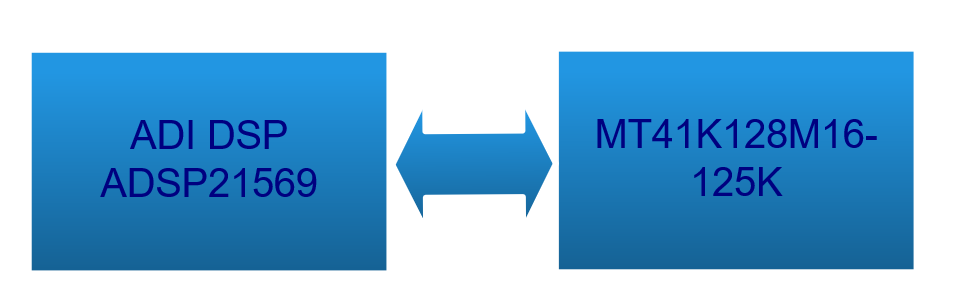 ADI DSP
ADSP21569
MT41K128M16-
125K